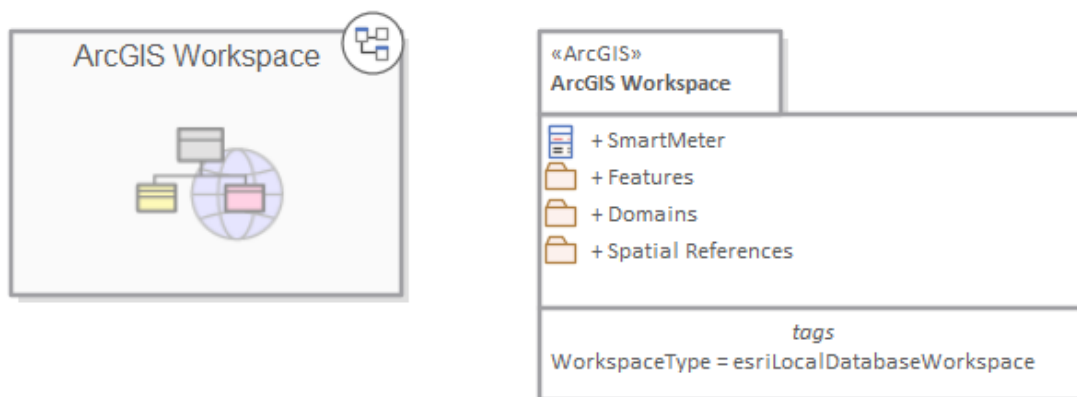 ArcGIS Workspace
«ArcGIS»
ArcGIS Workspace
+ SmartMeter
+ Features
+ Domains
+ Spatial References
tags
WorkspaceType = esriLocalDatabaseWorkspace